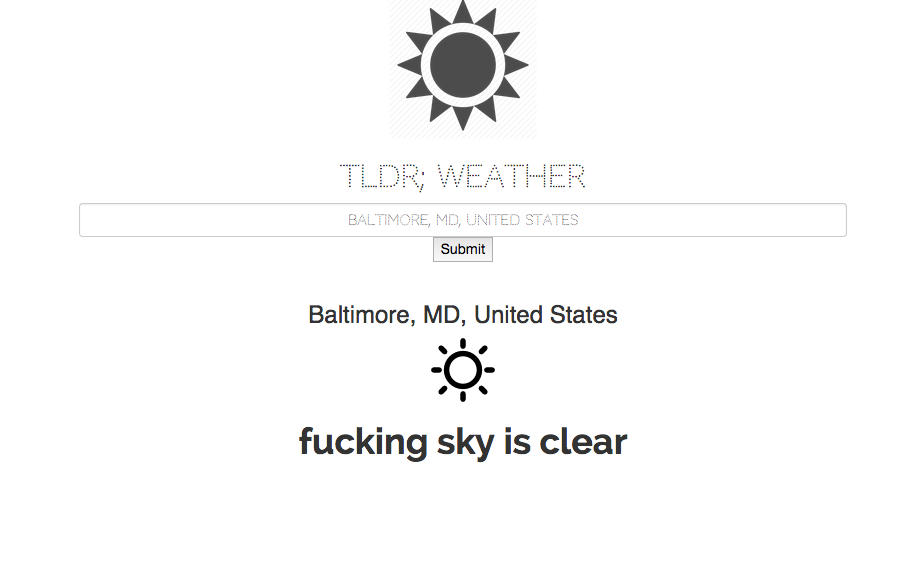 TLDR; WEATHER
BALTIMORE, MD, UNITED STATES
Submit
Baltimore, MD, United States
fucking sky is clear